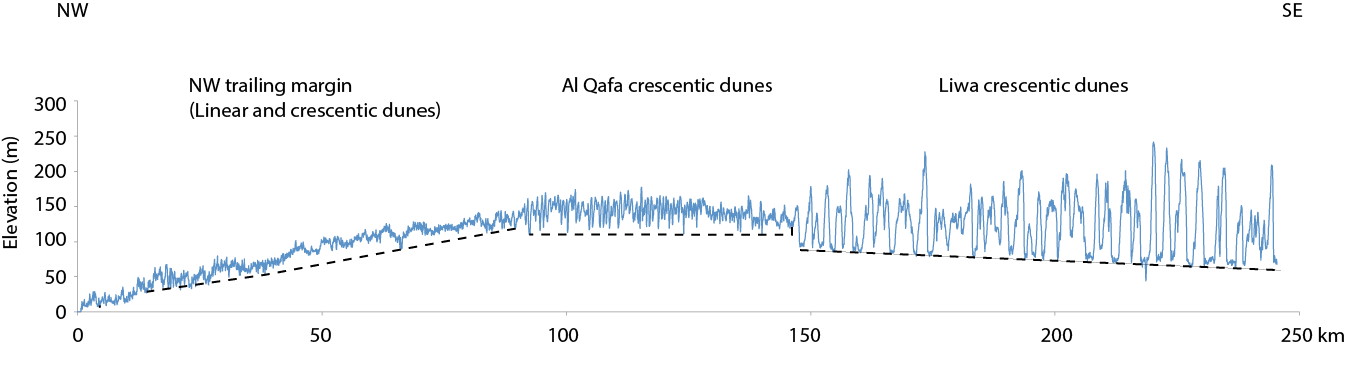 NW
SE
NW trailing margin
(Linear and crescentic dunes)
Al Qafa crescentic dunes
Liwa crescentic dunes
Elevation (m)
300
250
200
150
100
50
0
0
50
100
150
200
250 km